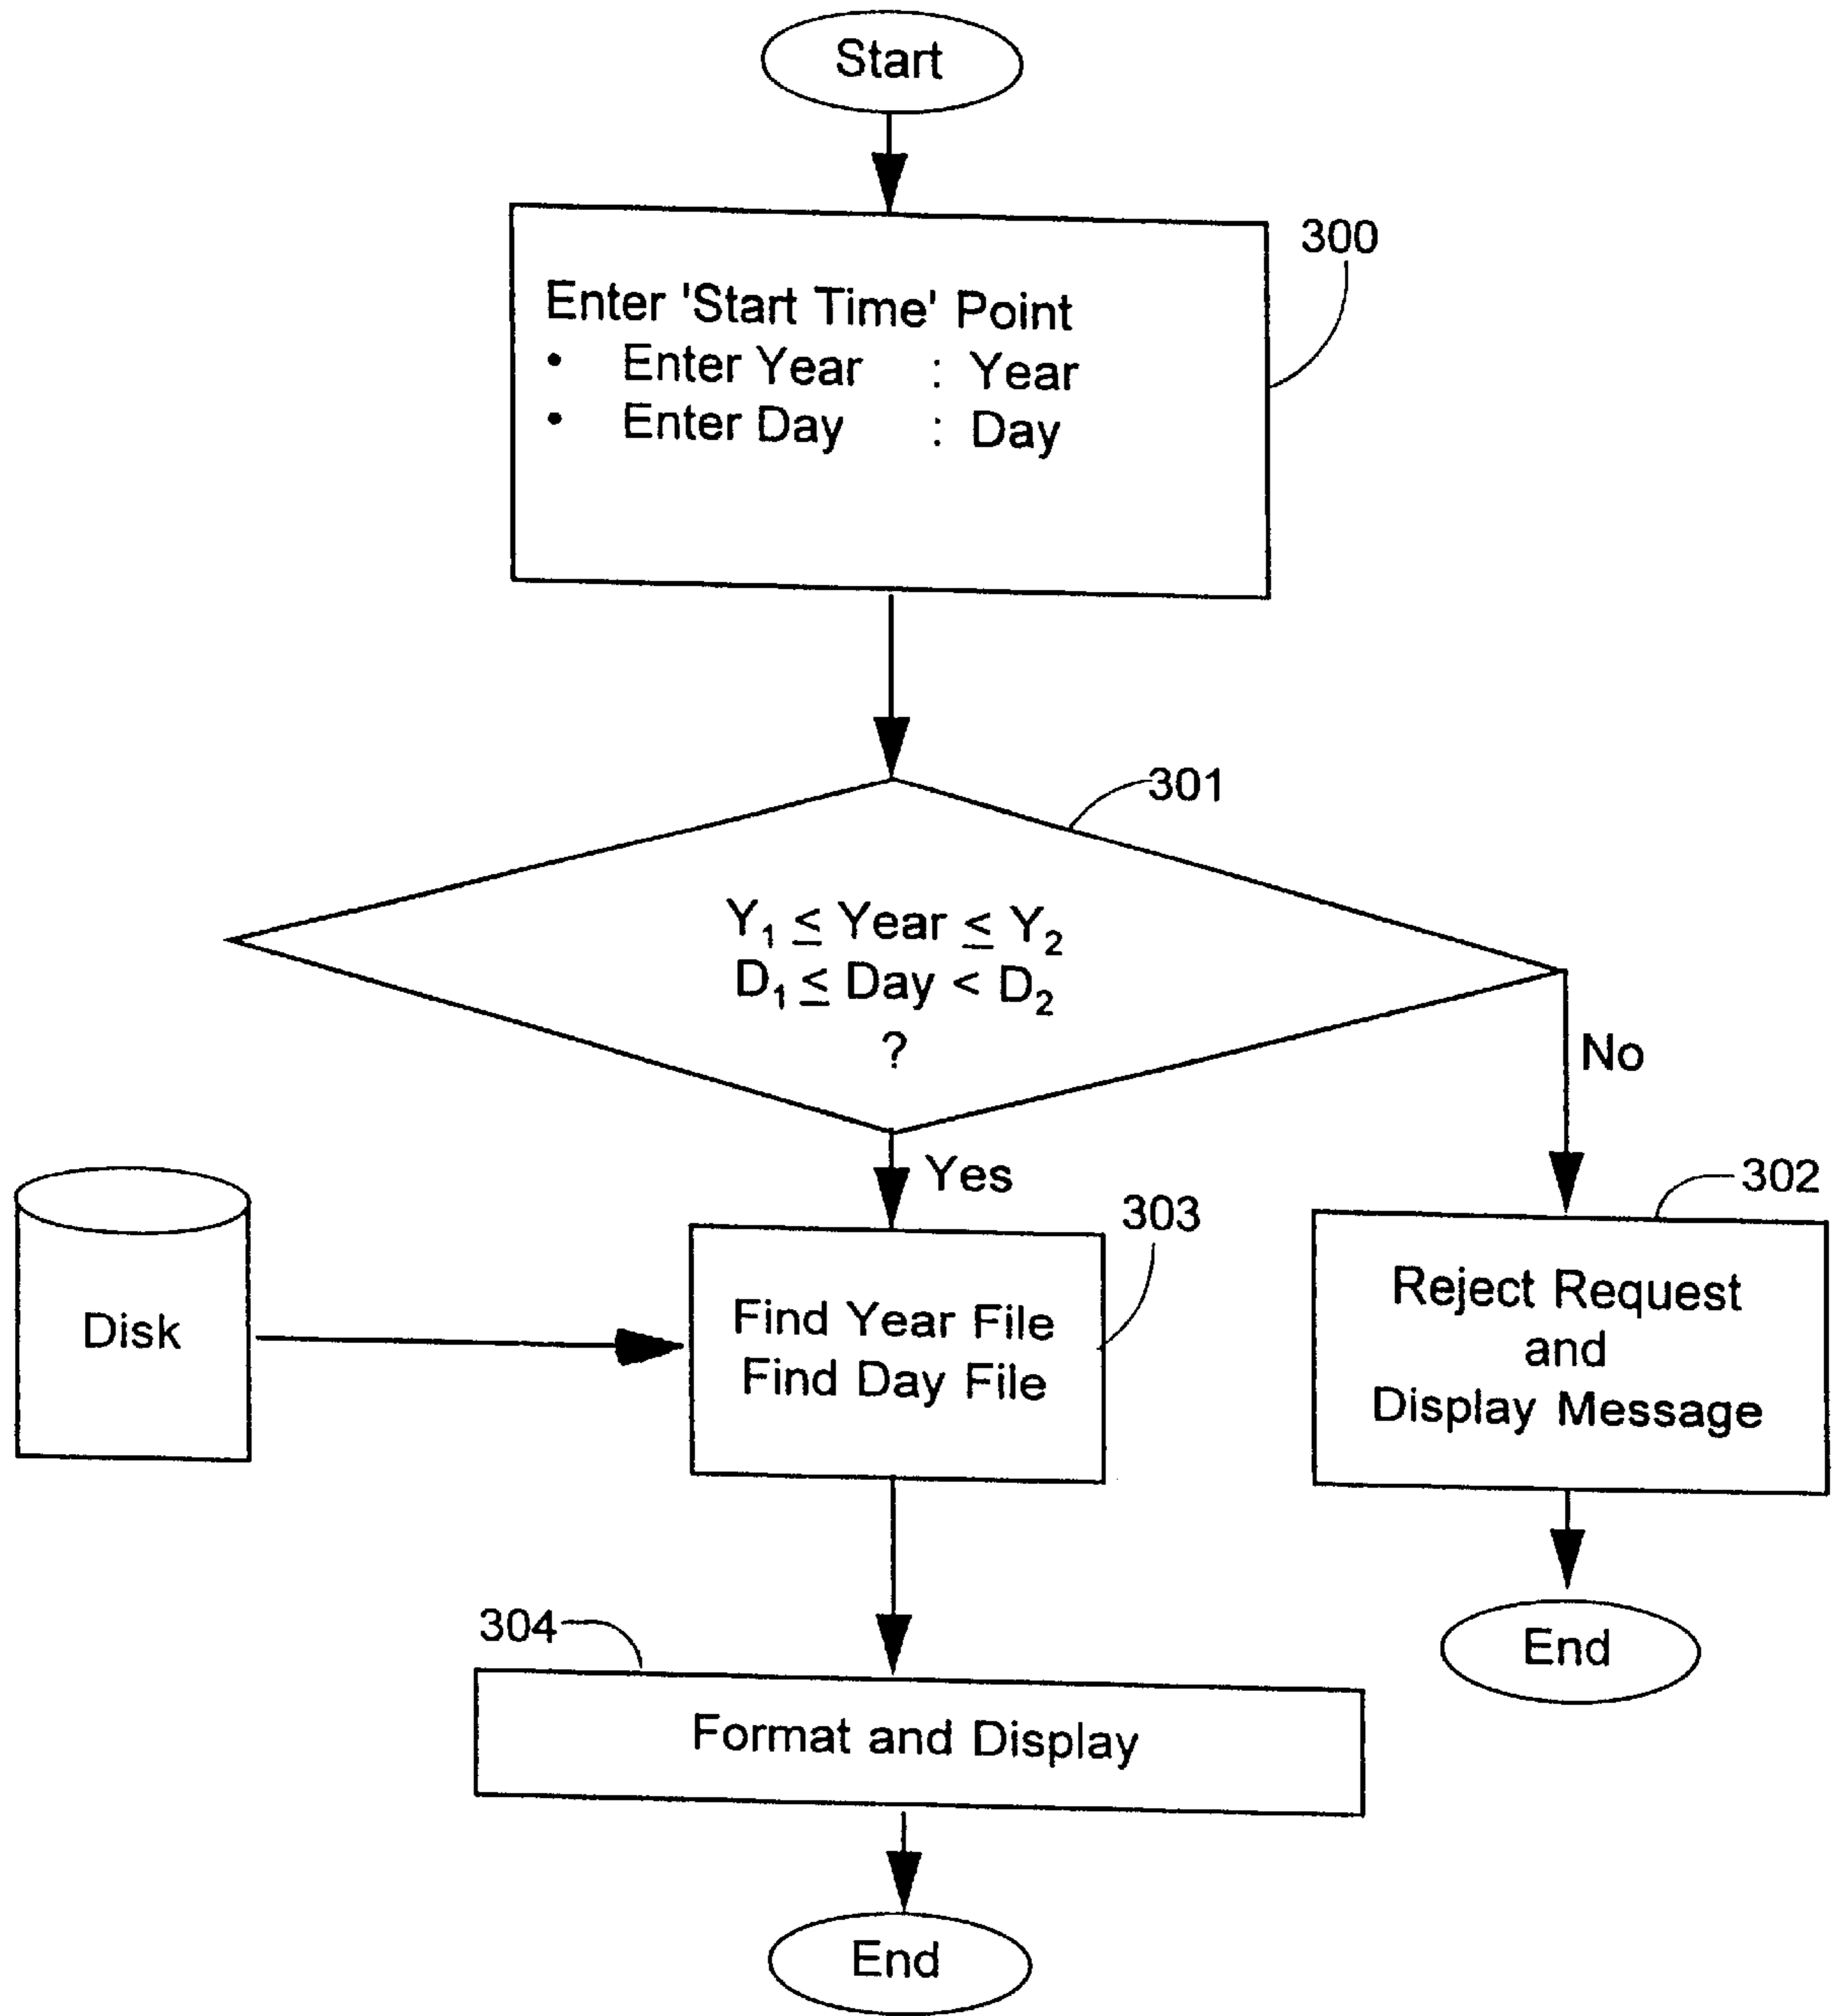 Start
300
Enter 'Start Time' Point
• Enter Year : Year
• Enter Day : Day
301
Y₁ ≤ Year ≤ Y₂
D₁ ≤ Day < D₂
?
No
Yes
302
303
Disk
Find Year File
Find Day File
Reject Request
and
Display Message
304
End
Format and Display
End